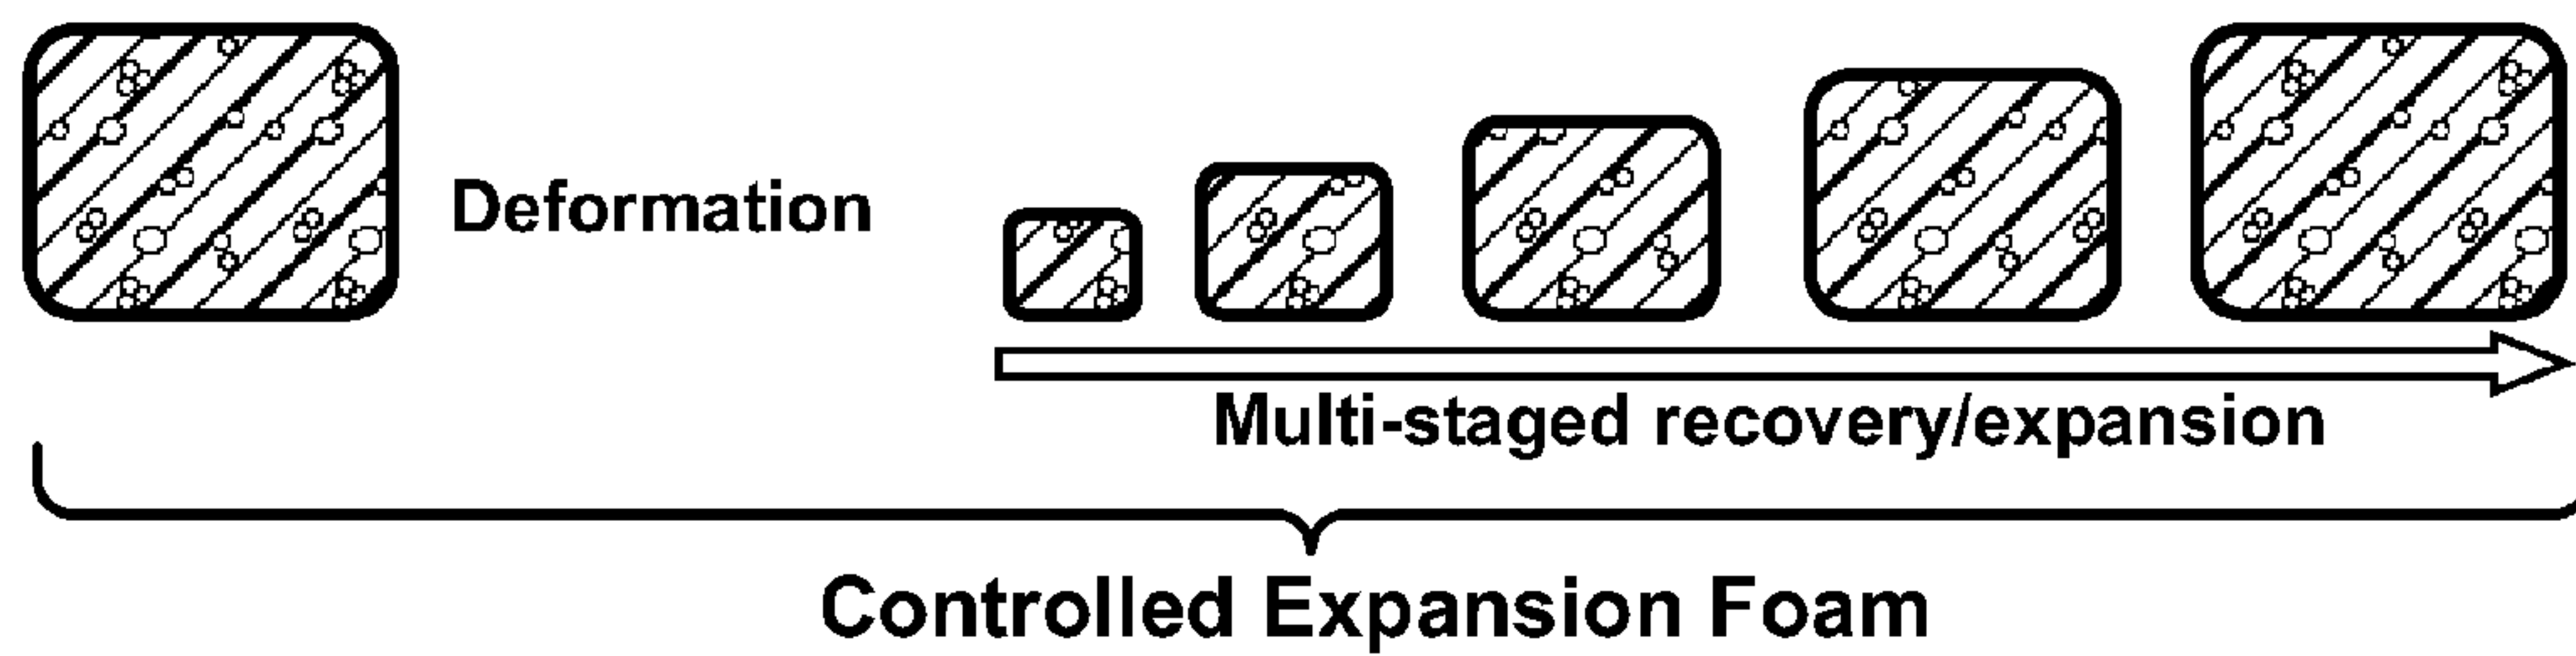 Deformation
Multi-staged recovery/expansion
Controlled Expansion Foam